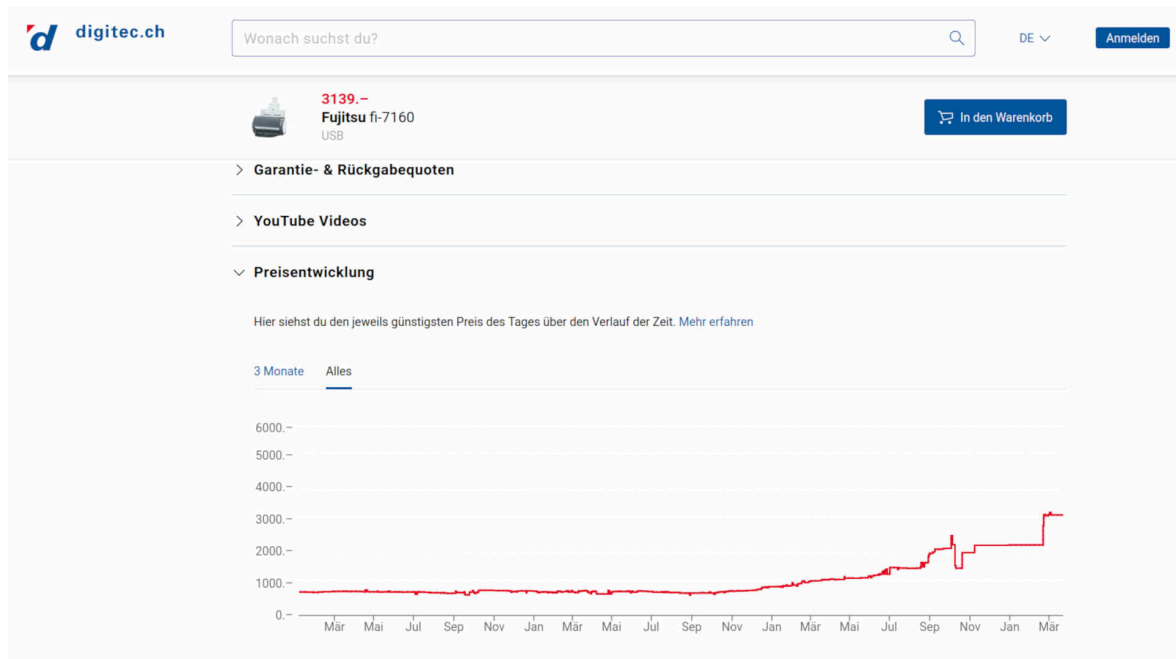 digitec.ch
Wonach suchst du?
DE
Anmelden
3139.–
Fujitsu fi-7160
USB
In den Warenkorb
Garantie- & Rückgabequoten
YouTube Videos
Preisentwicklung
Hier siehst du den jeweils günstigsten Preis des Tages über den Verlauf der Zeit. Mehr erfahren
3 Monate Alles
6000.–
5000.–
4000.–
3000.–
2000.–
1000.–
0.–
Mär Mai Jul Sep Nov Jan Mär Mai Jul Sep Nov Jan Mär Mai Jul Sep Nov Jan Mär